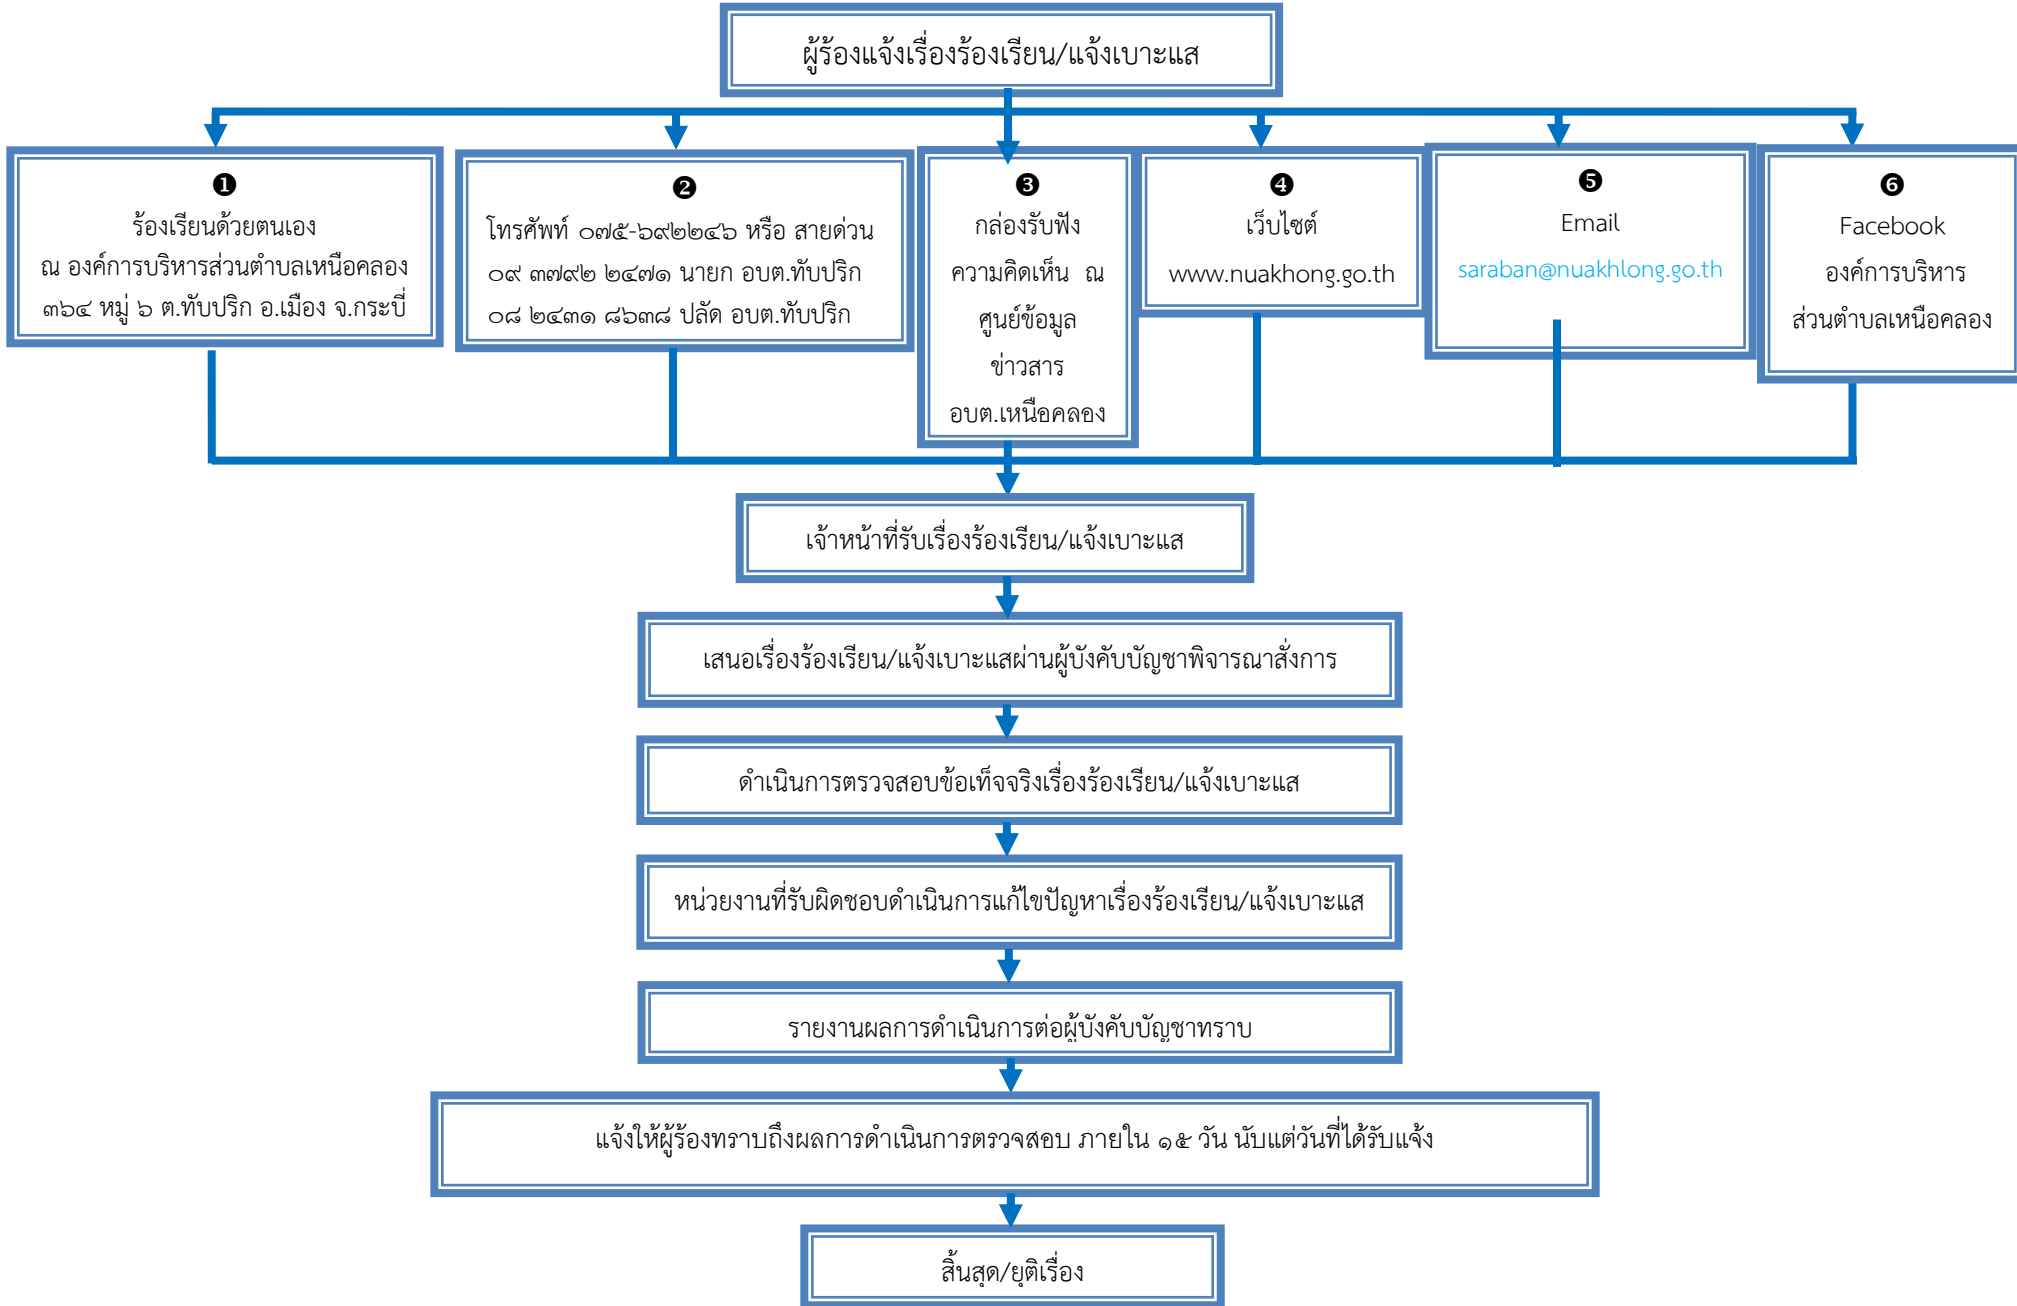 ผู้ร้องแจ้งเรื่องร้องเรียน/แจ้งเบาะแส
❶
ร้องเรียนด้วยตนเอง
ณ องค์การบริหารส่วนตำบลเหนือคลอง
๓๖๔ หมู่ ๖ ต.ทับปริก อ.เมือง จ.กระบี่
❷
โทรศัพท์ ๐๗๕-๖๙๒๒๔๖ หรือ สายด่วน
๐๙ ๓๗๙๒ ๒๔๗๑ นายก อบต.ทับปริก
๐๘ ๒๔๓๑ ๘๖๓๘ ปลัด อบต.ทับปริก
❸
กล่องรับฟัง
ความคิดเห็น ณ
ศูนย์ข้อมูล
ข่าวสาร
อบต.เหนือคลอง
❹
เว็บไซต์
www.nuakhong.go.th
❺
Email
saraban@nuakhlong.go.th
❻
Facebook
องค์การบริหาร
ส่วนตำบลเหนือคลอง
เจ้าหน้าที่รับเรื่องร้องเรียน/แจ้งเบาะแส
เสนอเรื่องร้องเรียน/แจ้งเบาะแสผ่านผู้บังคับบัญชาพิจารณาสั่งการ
ดำเนินการตรวจสอบข้อเท็จจริงเรื่องร้องเรียน/แจ้งเบาะแส
หน่วยงานที่รับผิดชอบดำเนินการแก้ไขปัญหาเรื่องร้องเรียน/แจ้งเบาะแส
รายงานผลการดำเนินการต่อผู้บังคับบัญชาทราบ
แจ้งให้ผู้ร้องทราบถึงผลการดำเนินการตรวจสอบ ภายใน ๑๕ วัน นับแต่วันที่ได้รับแจ้ง
สิ้นสุด/ยุติเรื่อง